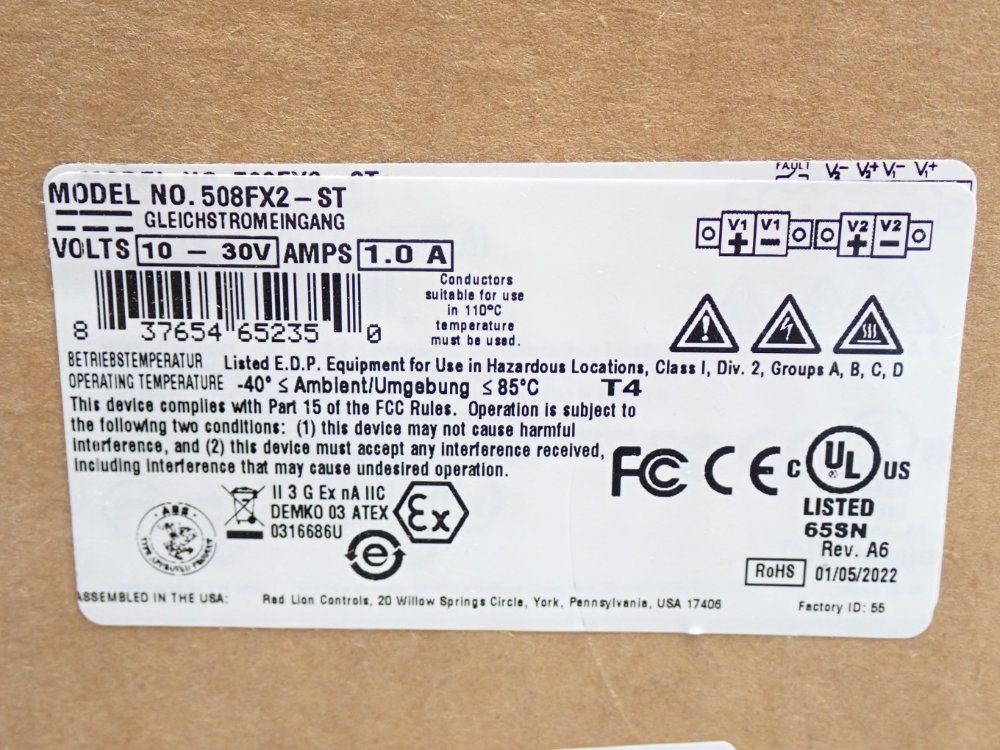 FAULT V2- V2+ V1- V1+
MODEL NO. 508FX2-ST
GLEICHSTROMEINGANG
VOLTS 10 - 30V AMPS 1.0 A
V1 + V1 - V2 + V2 -
8 37654 65235 0
Conductors
suitable for use
in 110°C
temperature
must be used.
BETRIEBSTEMPERATUR Listed E.D.P. Equipment for Use in Hazardous Locations, Class I, Div. 2, Groups A, B, C, D
OPERATING TEMPERATURE -40° ≤ Ambient/Umgebung ≤ 85°C T4
This device complies with Part 15 of the FCC Rules. Operation is subject to
the following two conditions: (1) this device may not cause harmful
interference, and (2) this device must accept any interference received,
including interference that may cause undesired operation.
FC CE C UL US
LISTED
65SN
Rev. A6
RoHS 01/05/2022
ABS
TYPE APPROVED PRODUCT
II 3 G Ex nA IIC
DEMKO 03 ATEX
0316686U
Ex
e
ASSEMBLED IN THE USA: Red Lion Controls, 20 Willow Springs Circle, York, Pennsylvania, USA 17406 Factory ID: 55